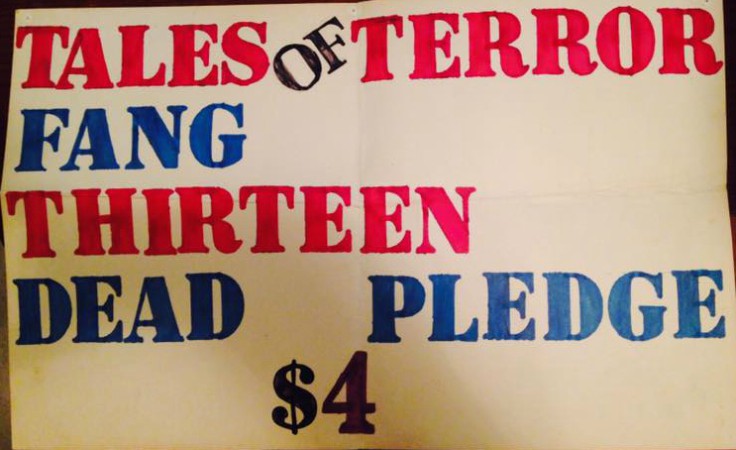 TALES OF TERROR
FANG
THIRTEEN
DEAD PLEDGE
$4